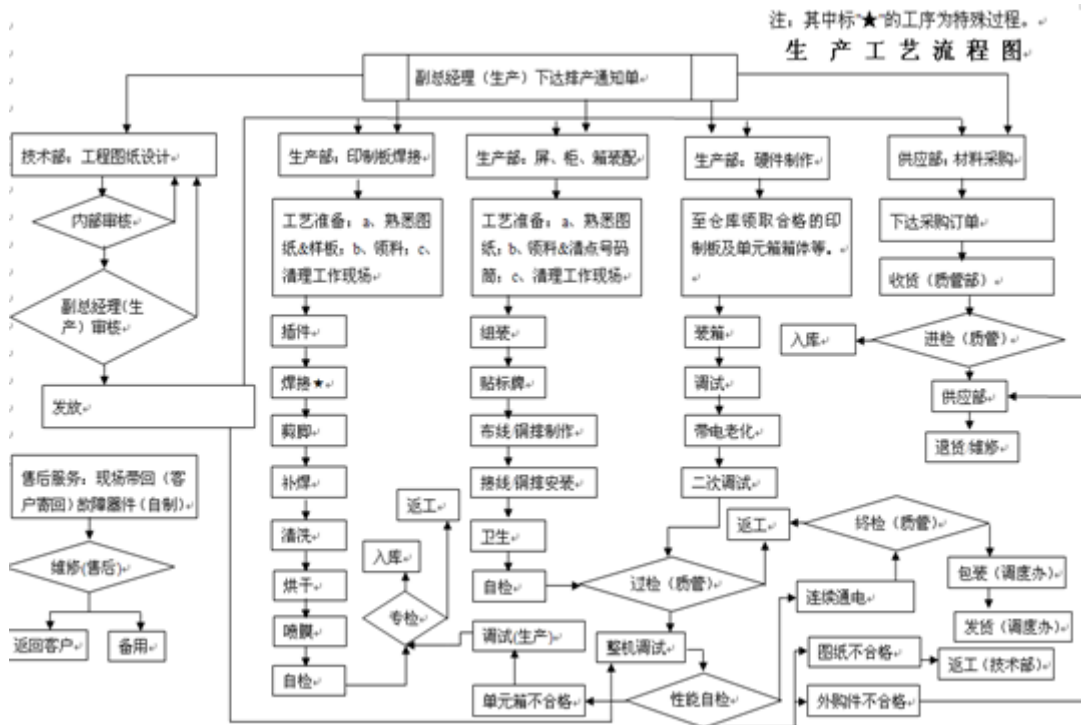 注：其中标"★"的工序为特殊过程。
生 产 工 艺 流 程 图
副总经理（生产）下达排产通知单
技术部：工程图纸设计
内部审核
副总经理(生
产）审核
发放
售后服务：现场带回（客
户寄回）故障器件（自制）
维修(售后)
返回客户
备用
生产部：印制板焊接
工艺准备：a、熟悉图
纸&样板；b、领料；c、
清理工作现场
插件
焊接★
剪脚
补焊
清洗
烘干
喷膜
自检
返工
入库
专检
生产部：屏、柜、箱装配
工艺准备：a、熟悉图
纸；b、领料&清点号码
筒；c、清理工作现场
组装
贴标牌
布线/铜排制作
接线/铜排安装
卫生
自检
调试(生产)
单元箱不合格
生产部：硬件制作
至仓库领取合格的印
制板及单元箱箱体等。
装箱
调试
带电老化
二次调试
过检（质管）
整机调试
性能自检
返工
供应部：材料采购
下达采购订单
收货（质管部）
进检（质管）
入库
供应部
退货/维修
终检（质管）
连续通电
包装（调度办）
发货（调度办）
图纸不合格
返工（技术部）
外购件不合格